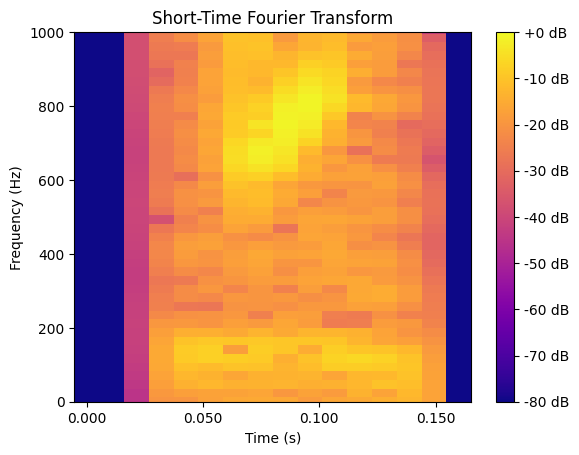 Short-Time Fourier Transform
Frequency (Hz)
1000
800
600
400
200
0
0.000
0.050
0.100
0.150
Time (s)
+0 dB
-10 dB
-20 dB
-30 dB
-40 dB
-50 dB
-60 dB
-70 dB
-80 dB